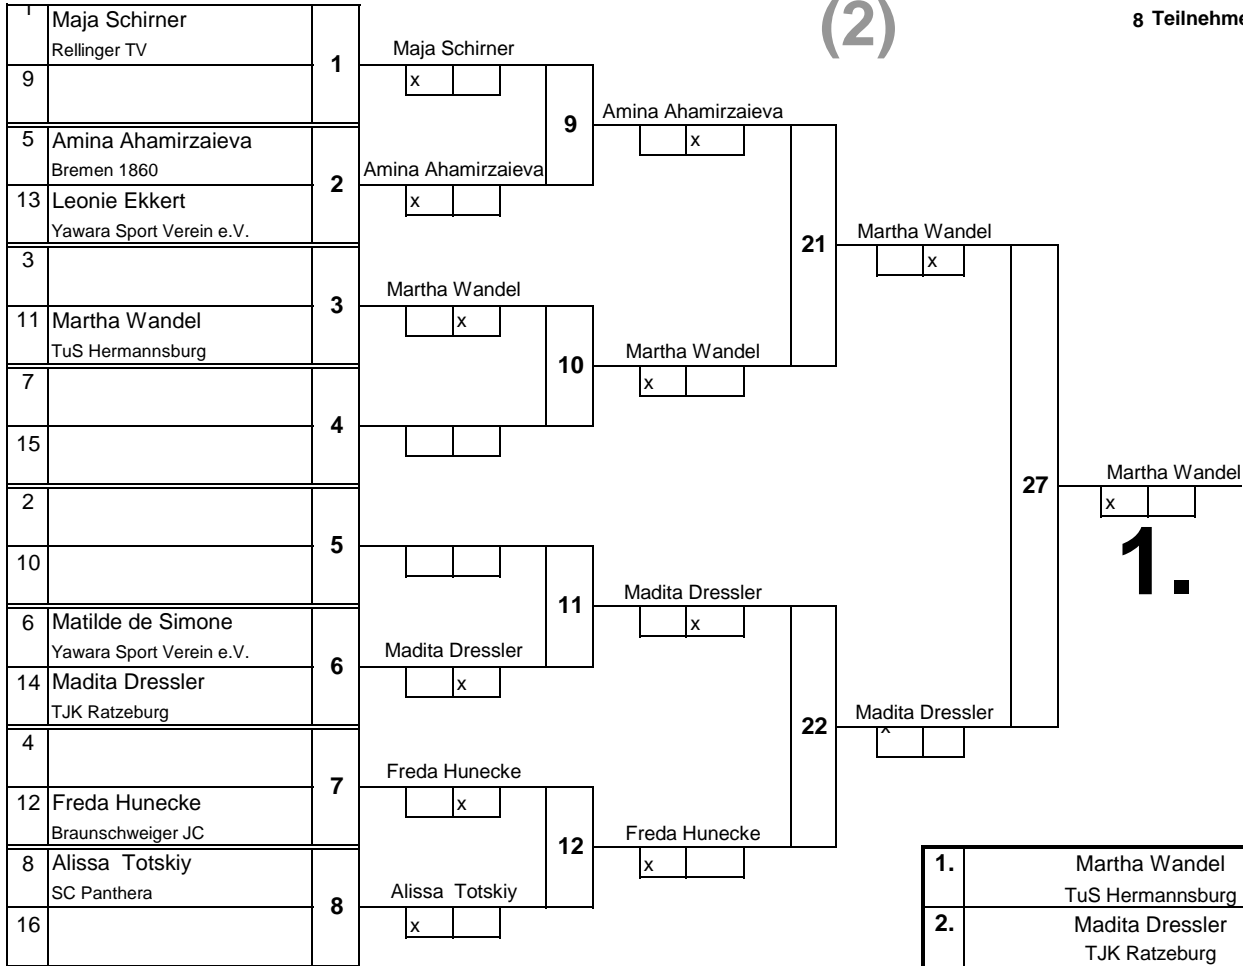 (2)
8 Teilnehme
1 Maja Schirner
Rellinger TV
1
Maja Schirner
9
x
5 Amina Ahamirzaieva
Bremen 1860
2
Amina Ahamirzaieva
13 Leonie Ekkert
x
Yawara Sport Verein e.V.
9
Amina Ahamirzaieva
x
3
3
Martha Wandel
11 Martha Wandel
x
TuS Hermannsburg
7
4
15
10
Martha Wandel
x
21
Martha Wandel
x
2
5
10
6 Matilde de Simone
Yawara Sport Verein e.V.
6
Madita Dressler
14 Madita Dressler
x
TJK Ratzeburg
11
Madita Dressler
x
4
7
Freda Hunecke
12 Freda Hunecke
x
Braunschweiger JC
8 Alissa Totskiy
SC Panthera
8
Alissa Totskiy
16
x
12
Freda Hunecke
x
22
Madita Dressler
x
27
Martha Wandel
x
1.
1. Martha Wandel
TuS Hermannsburg
2. Madita Dressler
TJK Ratzeburg